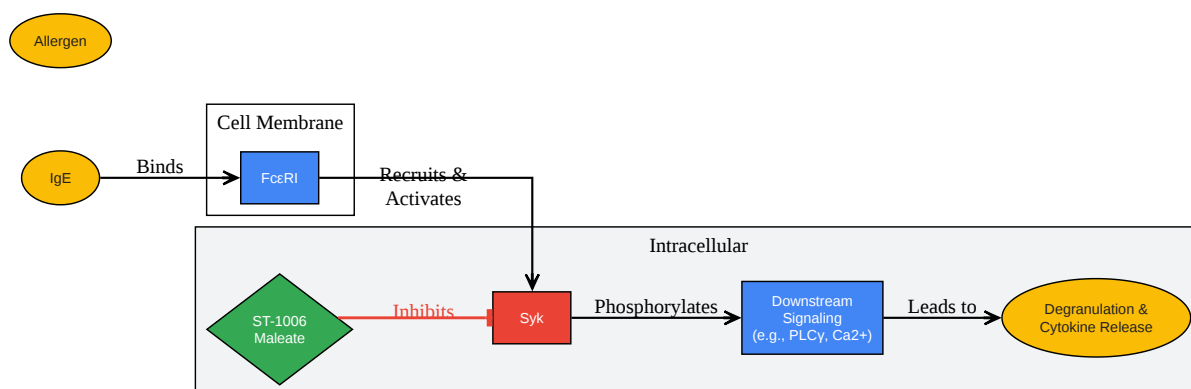 Allergen
Cell Membrane
IgE
Binds
FcεRI
Recruits &
Activates
Intracellular
ST-1006
Maleate
Inhibits
Syk
Phosphorylates
Downstream
Signaling
(e.g., PLCγ, Ca2+)
Leads to
Degranulation &
Cytokine Release